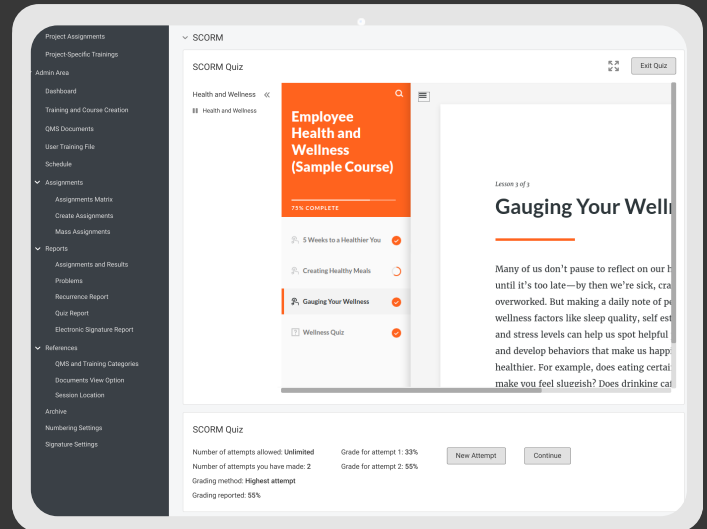 Project Assignments
Project-Specific Trainings
Admin Area
Dashboard
Training and Course Creation
QMS Documents
User Training File
Schedule
Assignments
Assignments Matrix
Create Assignments
Mass Assignments
Reports
Assignments and Results
Problems
Recurrence Report
Quiz Report
Electronic Signature Report
References
QMS and Training Categories
Documents View Option
Session Location
Archive
Numbering Settings
Signature Settings
SCORM
SCORM Quiz
Exit Quiz
Health and Wellness
Health and Wellness
Employee
Health and
Wellness
(Sample Course)
75% COMPLETE
5 Weeks to a Healthier You
Creating Healthy Meals
Gauging Your Wellness
Wellness Quiz
Lesson 3 of 3
Gauging Your Welln
Many of us don't pause to reflect on our h
until it's too late—by then we're sick, cra
overworked. But making a daily note of pe
wellness factors like sleep quality, self est
and stress levels can help us spot helpful
and develop behaviors that make us happi
healthier. For example, does eating certai
make you feel sluggish? Does drinking caf
SCORM Quiz
Number of attempts allowed: Unlimited
Number of attempts you have made: 2
Grading method: Highest attempt
Grading reported: 55%
Grade for attempt 1: 33%
Grade for attempt 2: 55%
New Attempt
Continue